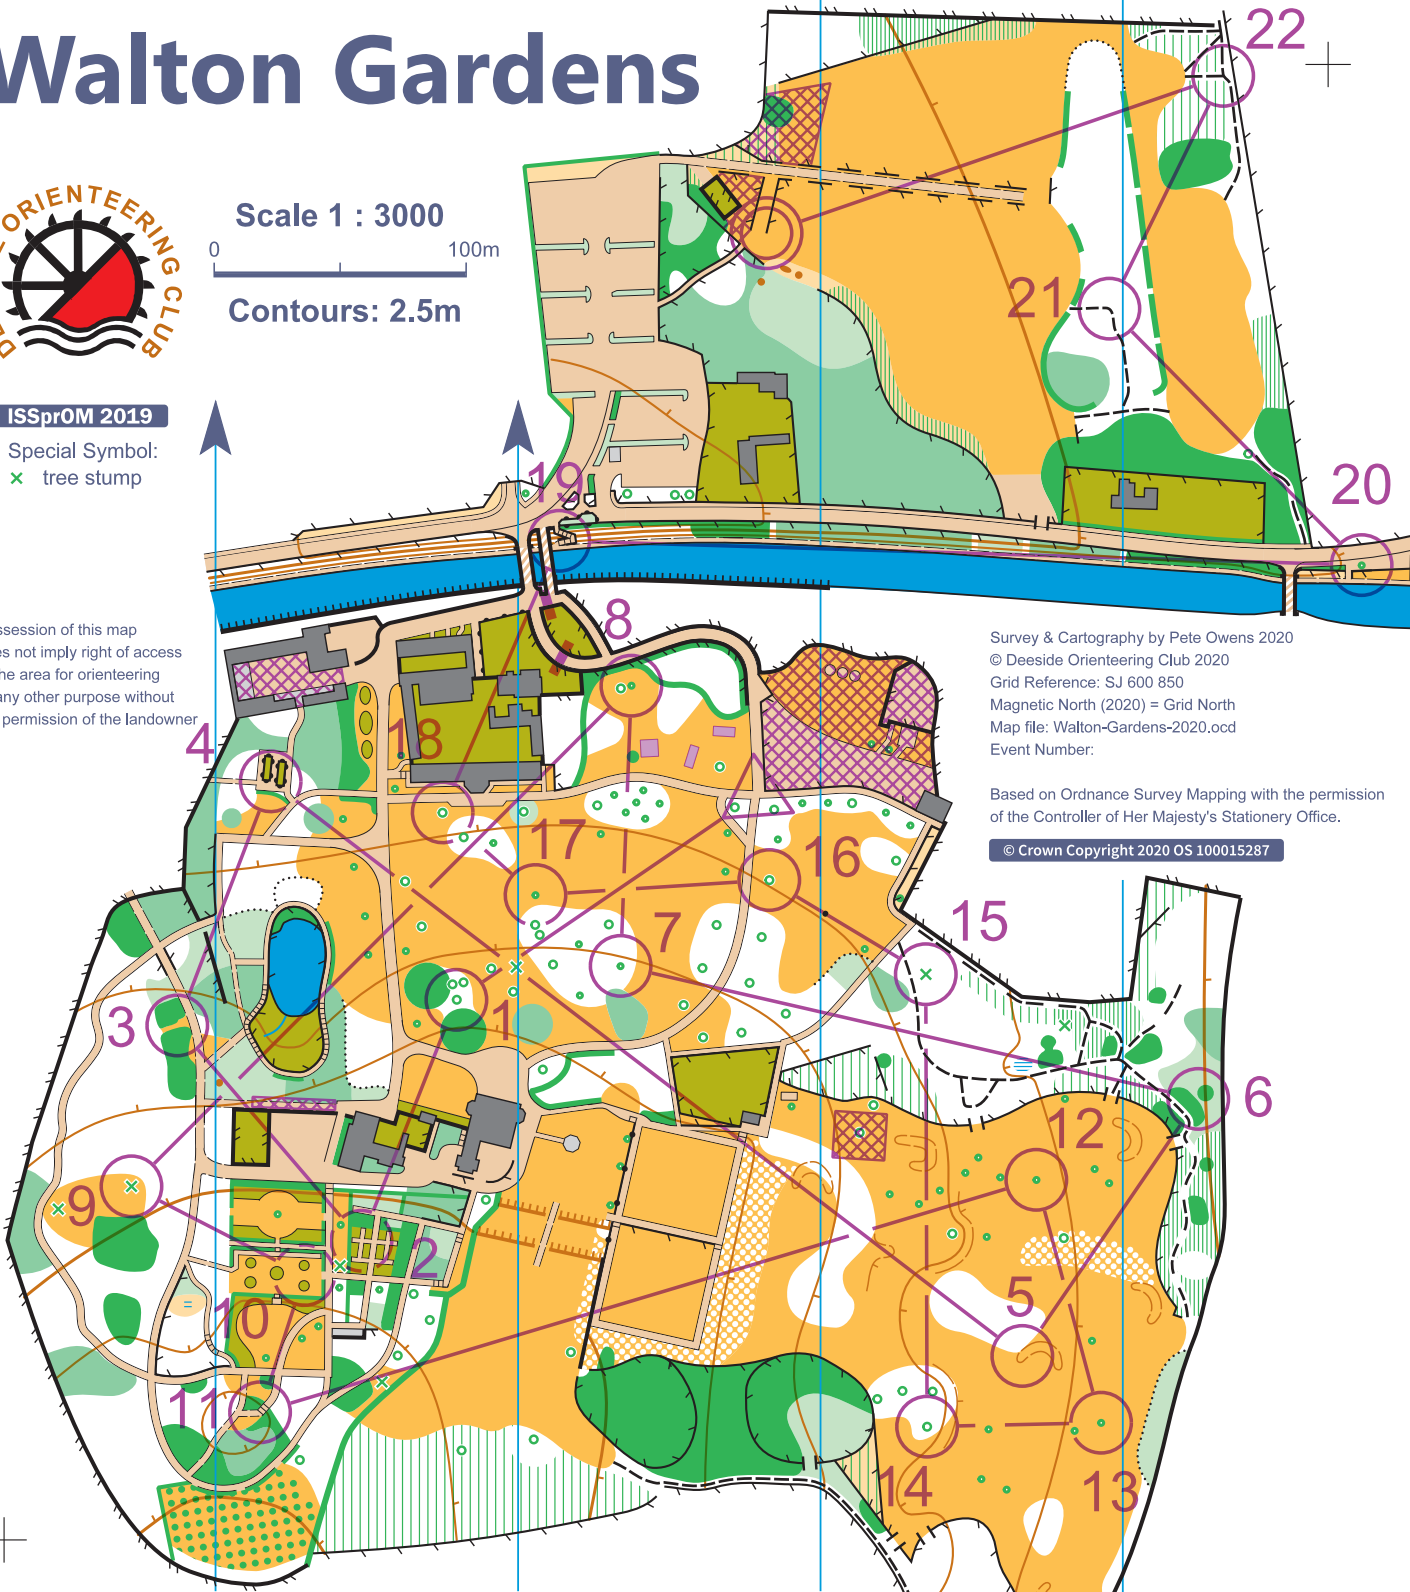 Walton Gardens
ORIENTEERING CLUB
Scale 1 : 3000
0 100m
Contours: 2.5m
ISSprOM 2019
Special Symbol:
× tree stump
ssession of this map
es not imply right of access
he area for orienteering
any other purpose without
permission of the landowner
Survey & Cartography by Pete Owens 2020
© Deeside Orienteering Club 2020
Grid Reference: SJ 600 850
Magnetic North (2020) = Grid North
Map file: Walton-Gardens-2020.ocd
Event Number:
Based on Ordnance Survey Mapping with the permission
of the Controller of Her Majesty's Stationery Office.
© Crown Copyright 2020 OS 100015287
22
21
19
20
8
4
18
17
16
7
15
1
3
6
12
9
2
5
10
11
14
13